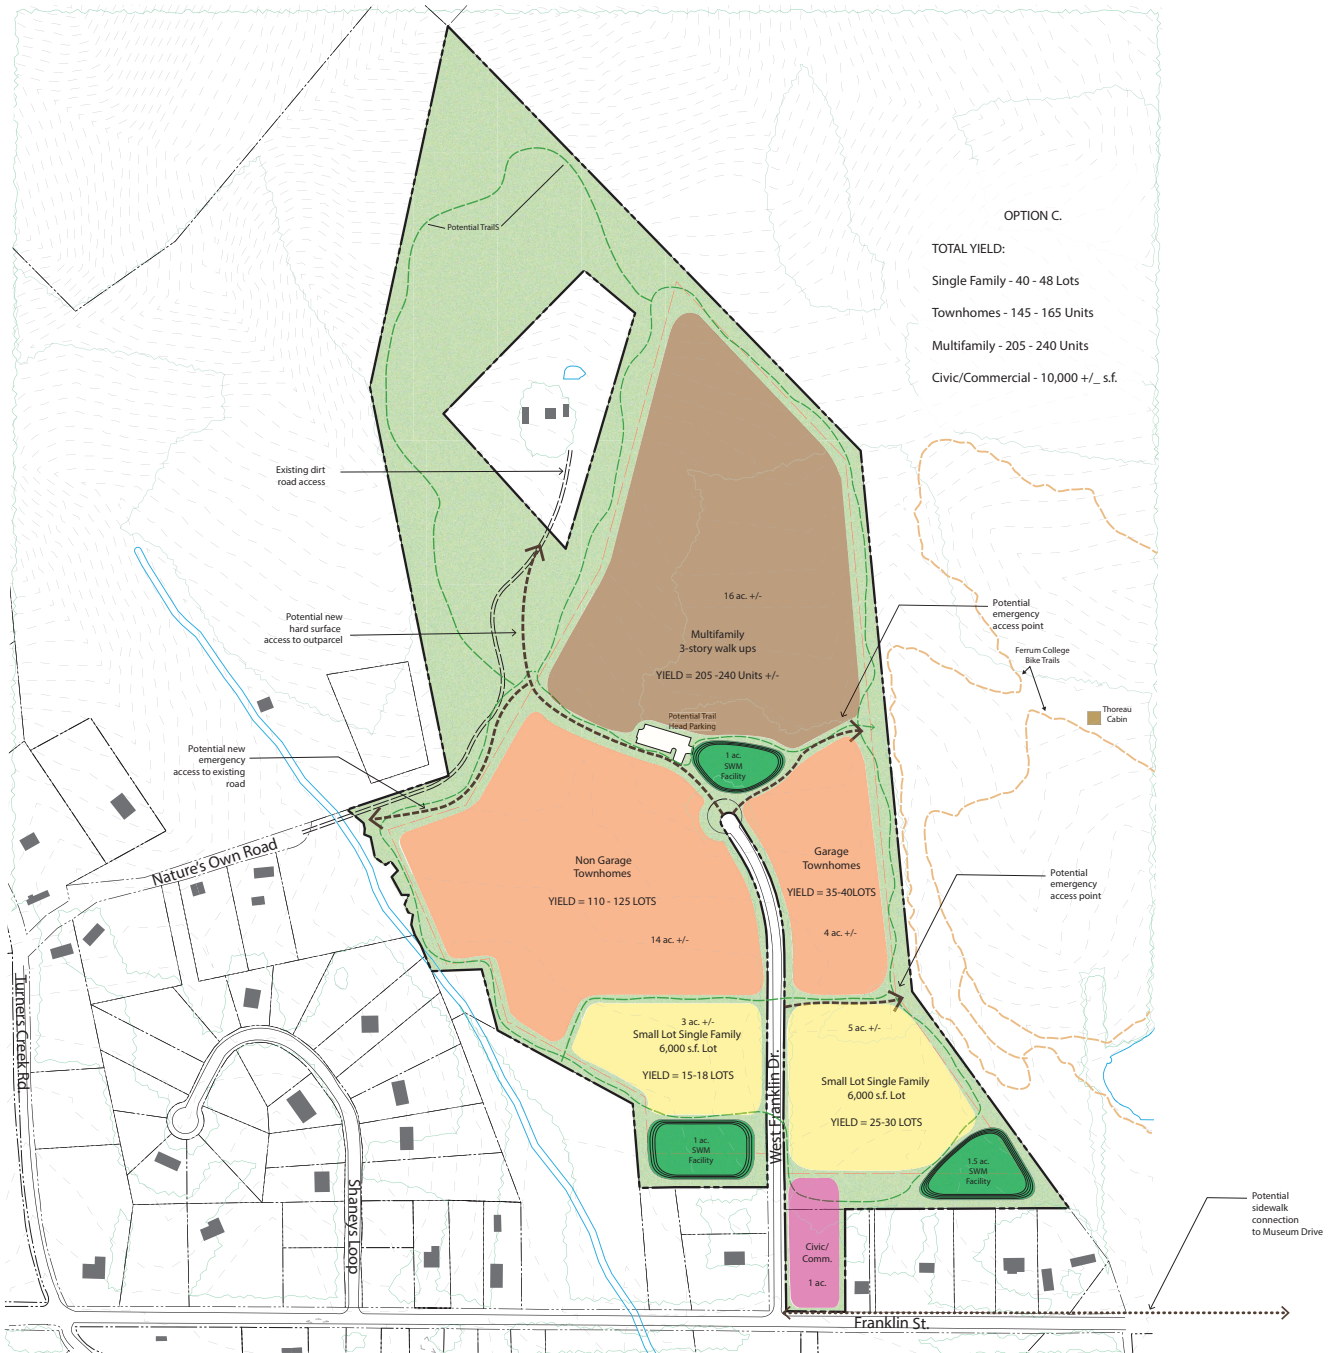 OPTION C.
TOTAL YIELD:
Single Family - 40 - 48 Lots
Townhomes - 145 - 165 Units
Multifamily - 205 - 240 Units
Civic/Commercial - 10,000 +/_ s.f.
Potential TrailS
Existing dirt
road access
Potential new
hard surface
access to outparcel
Potential new
emergency
access to existing
road
16 ac. +/-
Multifamily
3-story walk ups
YIELD = 205 -240 Units +/-
Potential Trail
Head Parking
1 ac.
SWM
Facility
Potential
emergency
access point
Ferrum College
Bike Trails
Thoreau
Cabin
Non Garage
Townhomes
YIELD = 110 - 125 LOTS
14 ac. +/-
Garage
Townhomes
YIELD = 35-40LOTS
4 ac. +/-
Potential
emergency
access point
3 ac. +/-
Small Lot Single Family
6,000 s.f. Lot
YIELD = 15-18 LOTS
5 ac. +/-
Small Lot Single Family
6,000 s.f. Lot
YIELD = 25-30 LOTS
1 ac.
SWM
Facility
1.5 ac.
SWM
Facility
Civic/
Comm.
1 ac.
Potential
sidewalk
connection
to Museum Drive
Nature's Own Road
Turners Creek Rd
Shaneys Loop
West Franklin Dr.
Franklin St.